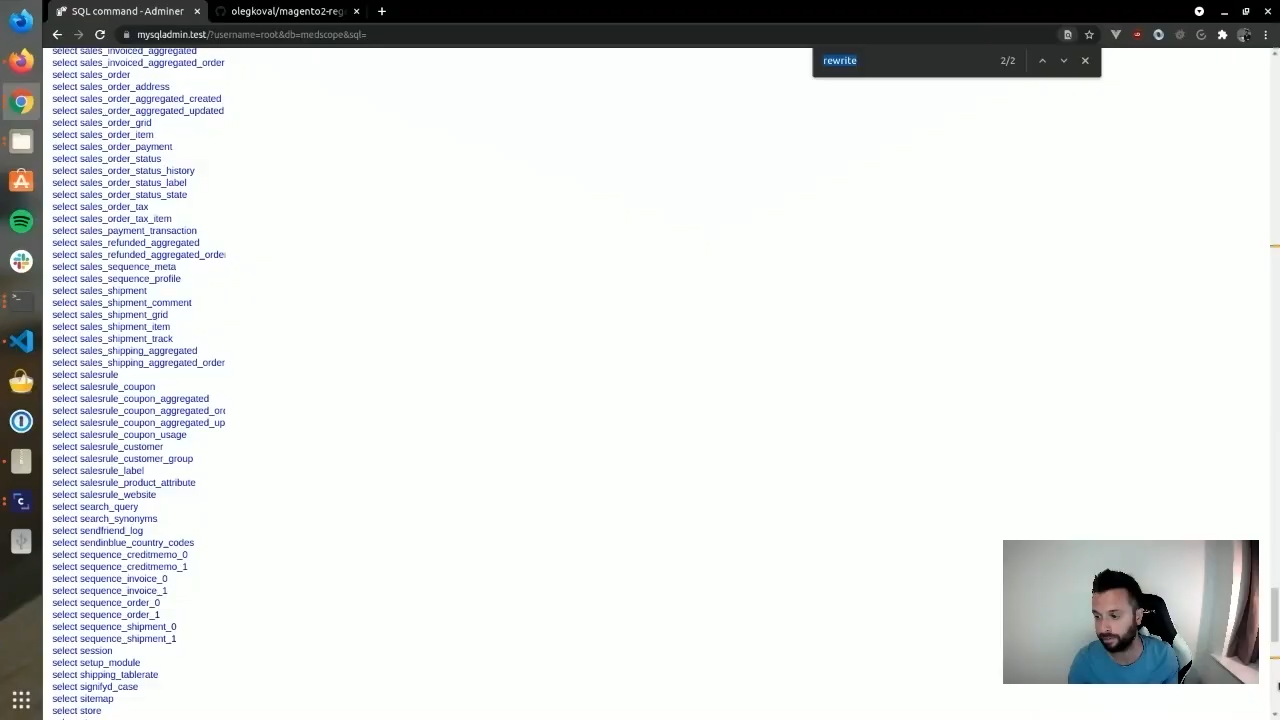 SQL command - Adminer
olegkoval/magento2-reg
mysqladmin.test/?username=root&db=medscope&sql=
rewrite
2/2
select sales_invoiced_aggregated
select sales_invoiced_aggregated_order
select sales_order
select sales_order_address
select sales_order_aggregated_created
select sales_order_aggregated_updated
select sales_order_grid
select sales_order_item
select sales_order_payment
select sales_order_status
select sales_order_status_history
select sales_order_status_label
select sales_order_status_state
select sales_order_tax
select sales_order_tax_item
select sales_payment_transaction
select sales_refunded_aggregated
select sales_refunded_aggregated_order
select sales_sequence_meta
select sales_sequence_profile
select sales_shipment
select sales_shipment_comment
select sales_shipment_grid
select sales_shipment_item
select sales_shipment_track
select sales_shipping_aggregated
select sales_shipping_aggregated_order
select salesrule
select salesrule_coupon
select salesrule_coupon_aggregated
select salesrule_coupon_aggregated_ord
select salesrule_coupon_aggregated_up
select salesrule_coupon_usage
select salesrule_customer
select salesrule_customer_group
select salesrule_label
select salesrule_product_attribute
select salesrule_website
select search_query
select search_synonyms
select sendfriend_log
select sendinblue_country_codes
select sequence_creditmemo_0
select sequence_creditmemo_1
select sequence_invoice_0
select sequence_invoice_1
select sequence_order_0
select sequence_order_1
select sequence_shipment_0
select sequence_shipment_1
select session
select setup_module
select shipping_tablerate
select signifyd_case
select sitemap
select store